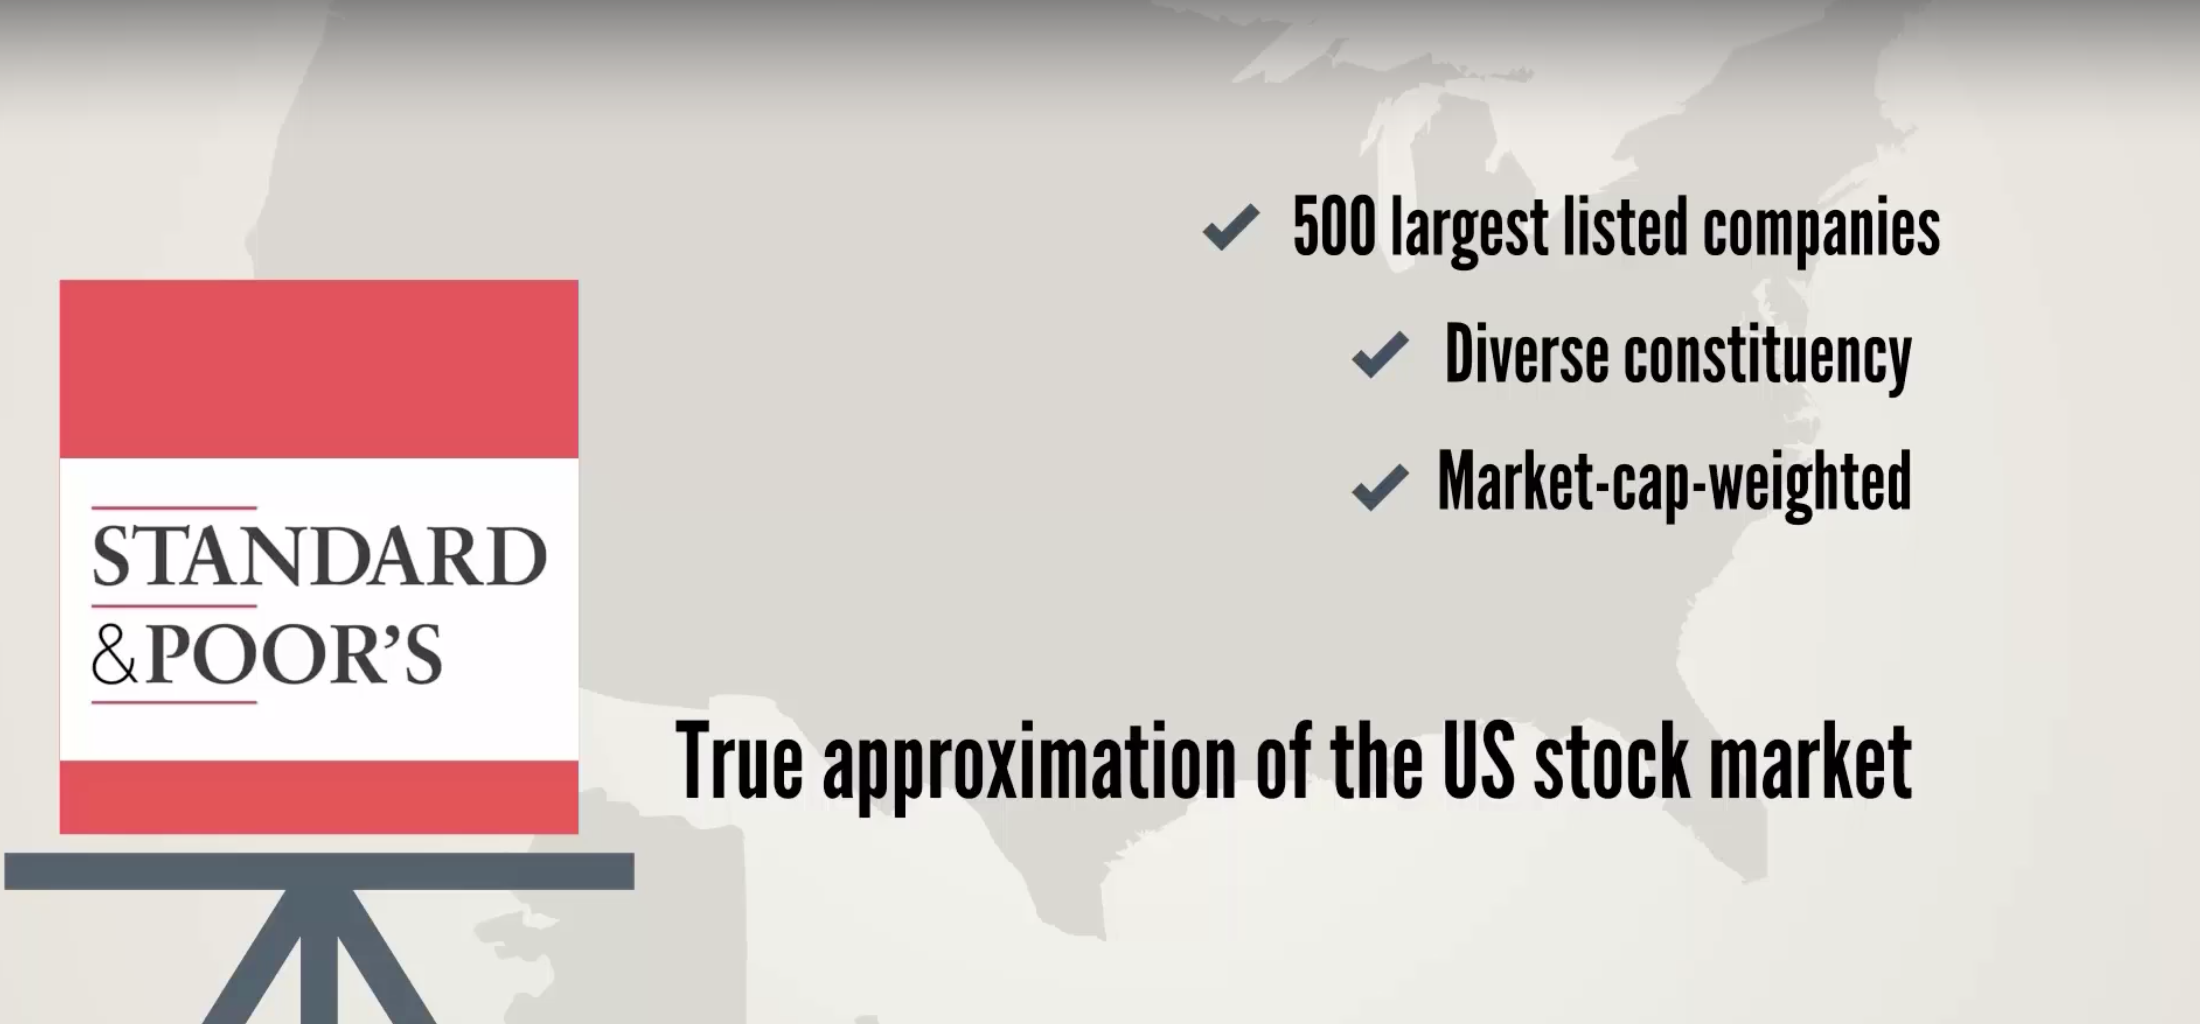 500 largest listed companies
Diverse constituency
Market-cap-weighted
STANDARD
&POOR'S
True approximation of the US stock market